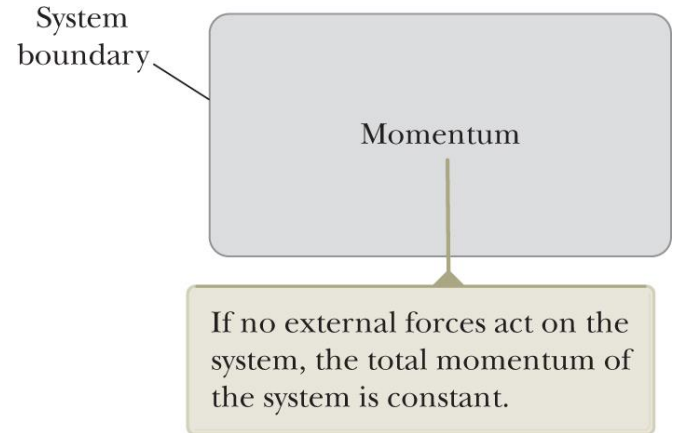 System
boundary
Momentum
If no external forces act on the
system, the total momentum of
the system is constant.